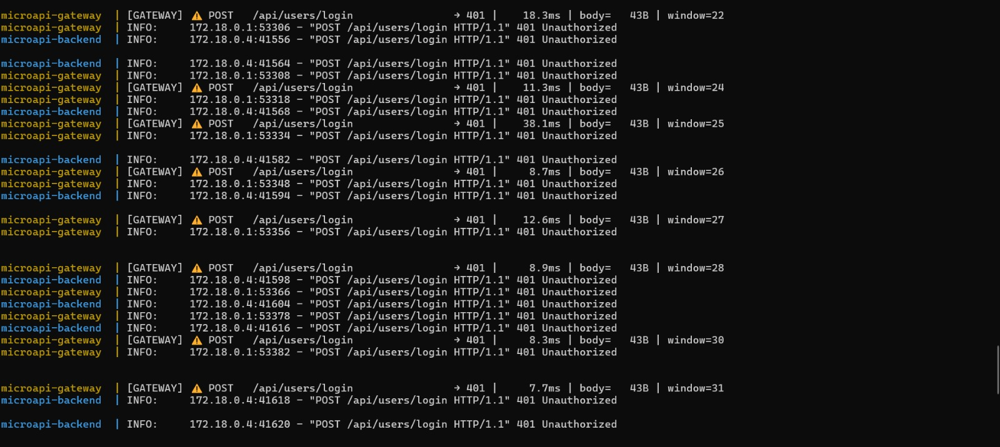 microapi-gateway  | [GATEWAY] ⚠ POST   /api/users/login                → 401 |    18.3ms | body=   43B | window=22
microapi-gateway  | INFO:     172.18.0.1:53306 - "POST /api/users/login HTTP/1.1" 401 Unauthorized
microapi-backend  | INFO:     172.18.0.4:41556 - "POST /api/users/login HTTP/1.1" 401 Unauthorized
microapi-backend  | INFO:     172.18.0.4:41564 - "POST /api/users/login HTTP/1.1" 401 Unauthorized
microapi-gateway  | INFO:     172.18.0.1:53308 - "POST /api/users/login HTTP/1.1" 401 Unauthorized
microapi-gateway  | [GATEWAY] ⚠ POST   /api/users/login                → 401 |    11.3ms | body=   43B | window=24
microapi-gateway  | INFO:     172.18.0.1:53318 - "POST /api/users/login HTTP/1.1" 401 Unauthorized
microapi-backend  | INFO:     172.18.0.4:41568 - "POST /api/users/login HTTP/1.1" 401 Unauthorized
microapi-gateway  | [GATEWAY] ⚠ POST   /api/users/login                → 401 |    38.1ms | body=   43B | window=25
microapi-gateway  | INFO:     172.18.0.1:53334 - "POST /api/users/login HTTP/1.1" 401 Unauthorized
microapi-backend  | INFO:     172.18.0.4:41582 - "POST /api/users/login HTTP/1.1" 401 Unauthorized
microapi-gateway  | [GATEWAY] ⚠ POST   /api/users/login                → 401 |     8.7ms | body=   43B | window=26
microapi-gateway  | INFO:     172.18.0.1:53348 - "POST /api/users/login HTTP/1.1" 401 Unauthorized
microapi-backend  | INFO:     172.18.0.4:41594 - "POST /api/users/login HTTP/1.1" 401 Unauthorized
microapi-gateway  | [GATEWAY] ⚠ POST   /api/users/login                → 401 |    12.6ms | body=   43B | window=27
microapi-gateway  | INFO:     172.18.0.1:53356 - "POST /api/users/login HTTP/1.1" 401 Unauthorized
microapi-gateway  | [GATEWAY] ⚠ POST   /api/users/login                → 401 |     8.9ms | body=   43B | window=28
microapi-backend  | INFO:     172.18.0.4:41598 - "POST /api/users/login HTTP/1.1" 401 Unauthorized
microapi-gateway  | INFO:     172.18.0.1:53366 - "POST /api/users/login HTTP/1.1" 401 Unauthorized
microapi-backend  | INFO:     172.18.0.4:41604 - "POST /api/users/login HTTP/1.1" 401 Unauthorized
microapi-gateway  | INFO:     172.18.0.1:53378 - "POST /api/users/login HTTP/1.1" 401 Unauthorized
microapi-backend  | INFO:     172.18.0.4:41616 - "POST /api/users/login HTTP/1.1" 401 Unauthorized
microapi-gateway  | [GATEWAY] ⚠ POST   /api/users/login                → 401 |     8.3ms | body=   43B | window=30
microapi-gateway  | INFO:     172.18.0.1:53382 - "POST /api/users/login HTTP/1.1" 401 Unauthorized
microapi-gateway  | [GATEWAY] ⚠ POST   /api/users/login                → 401 |     7.7ms | body=   43B | window=31
microapi-backend  | INFO:     172.18.0.4:41618 - "POST /api/users/login HTTP/1.1" 401 Unauthorized
microapi-backend  | INFO:     172.18.0.4:41620 - "POST /api/users/login HTTP/1.1" 401 Unauthorized